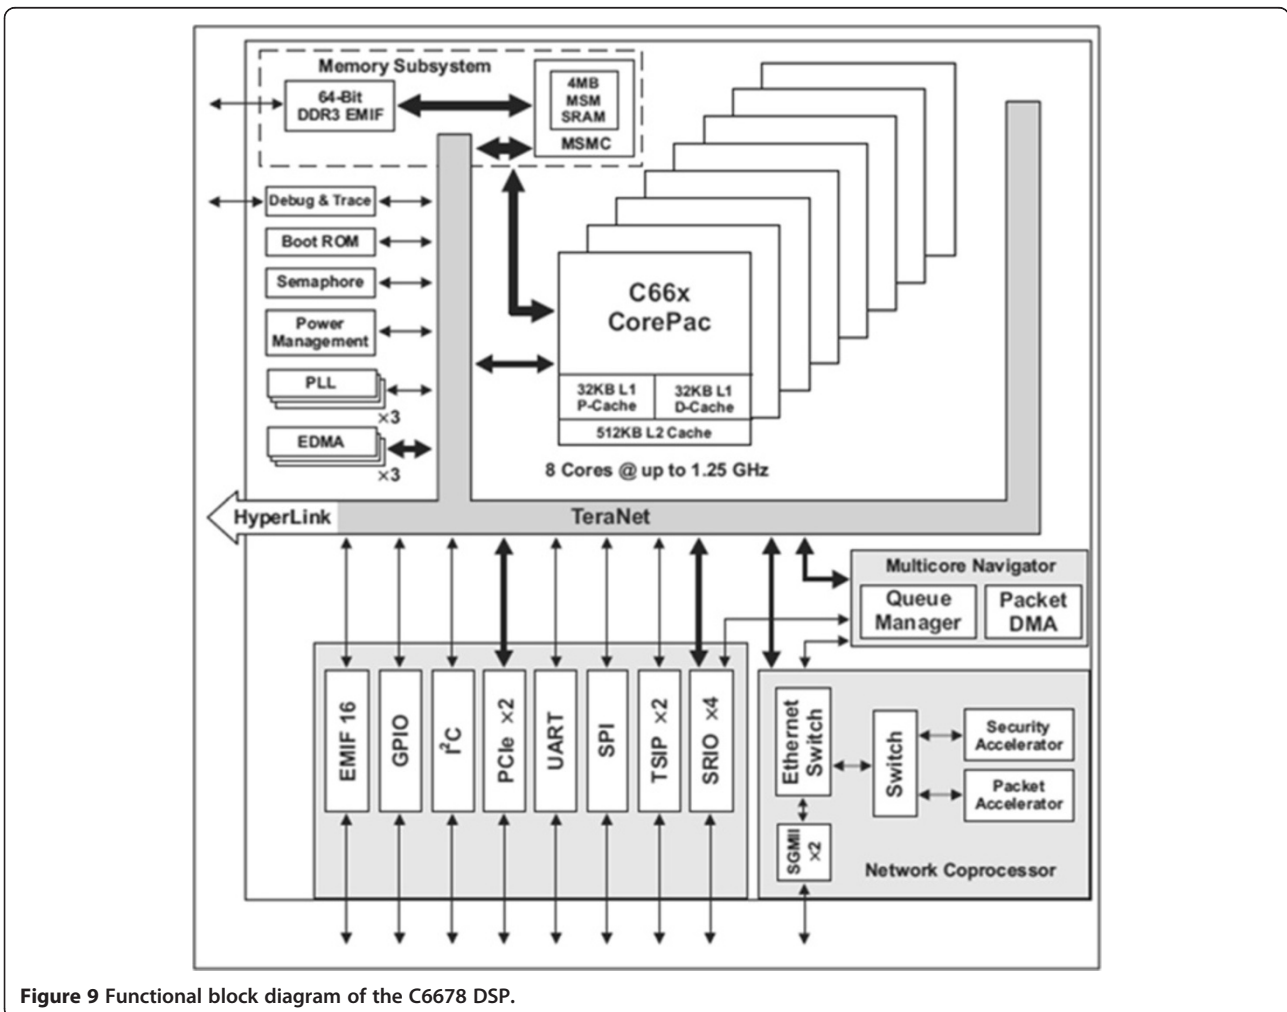 Memory Subsystem
64-Bit
DDR3 EMIF
4MB
MSM
SRAM
MSMC
Debug & Trace
Boot ROM
Semaphore
Power
Management
PLL
×3
EDMA
×3
C66x
CorePac
32KB L1
P-Cache
32KB L1
D-Cache
512KB L2 Cache
8 Cores @ up to 1.25 GHz
HyperLink
TeraNet
Multicore Navigator
Queue
Manager
Packet
DMA
EMIF 16
GPIO
I²C
PCIe ×2
UART
SPI
TSIP ×2
SRIO ×4
Ethernet
Switch
Switch
Security
Accelerator
Packet
Accelerator
SGMII
×2
Network Coprocessor
Figure 9 Functional block diagram of the C6678 DSP.